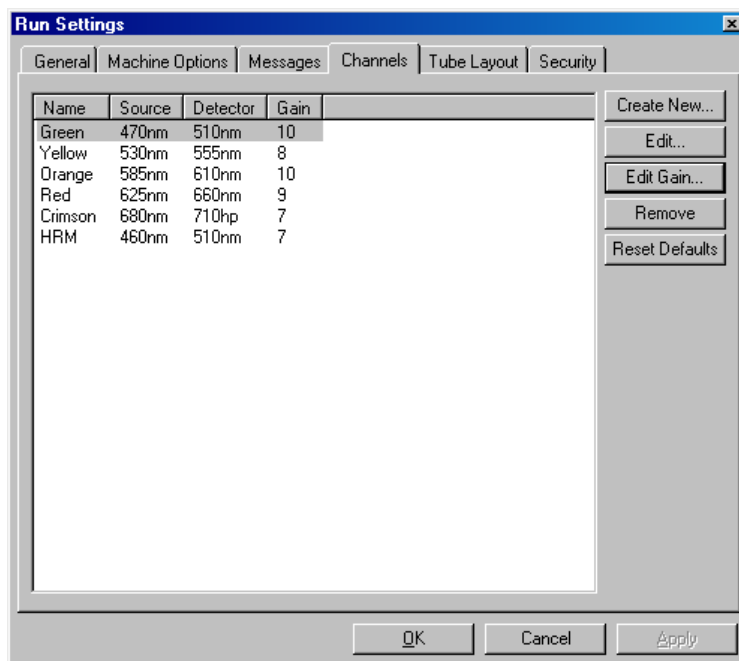 Run Settings
General Machine Options Messages Channels Tube Layout Security
Name Source Detector Gain
Green 470nm 510nm 10
Yellow 530nm 555nm 8
Orange 585nm 610nm 10
Red 625nm 660nm 9
Crimson 680nm 710hp 7
HRM 460nm 510nm 7
Create New...
Edit...
Edit Gain...
Remove
Reset Defaults
OK Cancel Apply